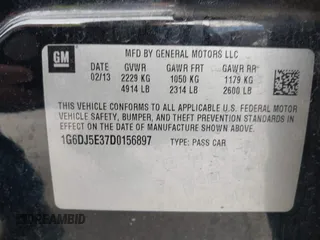 GM
MFD BY GENERAL MOTORS LLC
DATE GVWR GAWR FRT GAWR RR
02/13 2229 KG 1050 KG 1179 KG
4914 LB 2314 LB 2600 LB
THIS VEHICLE CONFORMS TO ALL APPLICABLE U.S. FEDERAL MOTOR
VEHICLE SAFETY, BUMPER, AND THEFT PREVENTION STANDARDS
IN EFFECT ON THE DATE OF MANUFACTURE SHOWN ABOVE.
1G6DJ5E37D0156897 TYPE: PASS CAR
DREAMBID